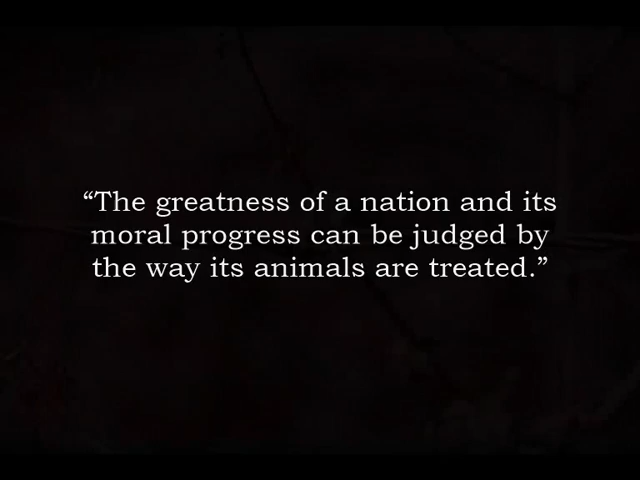 “The greatness of a nation and its
moral progress can be judged by
the way its animals are treated.”